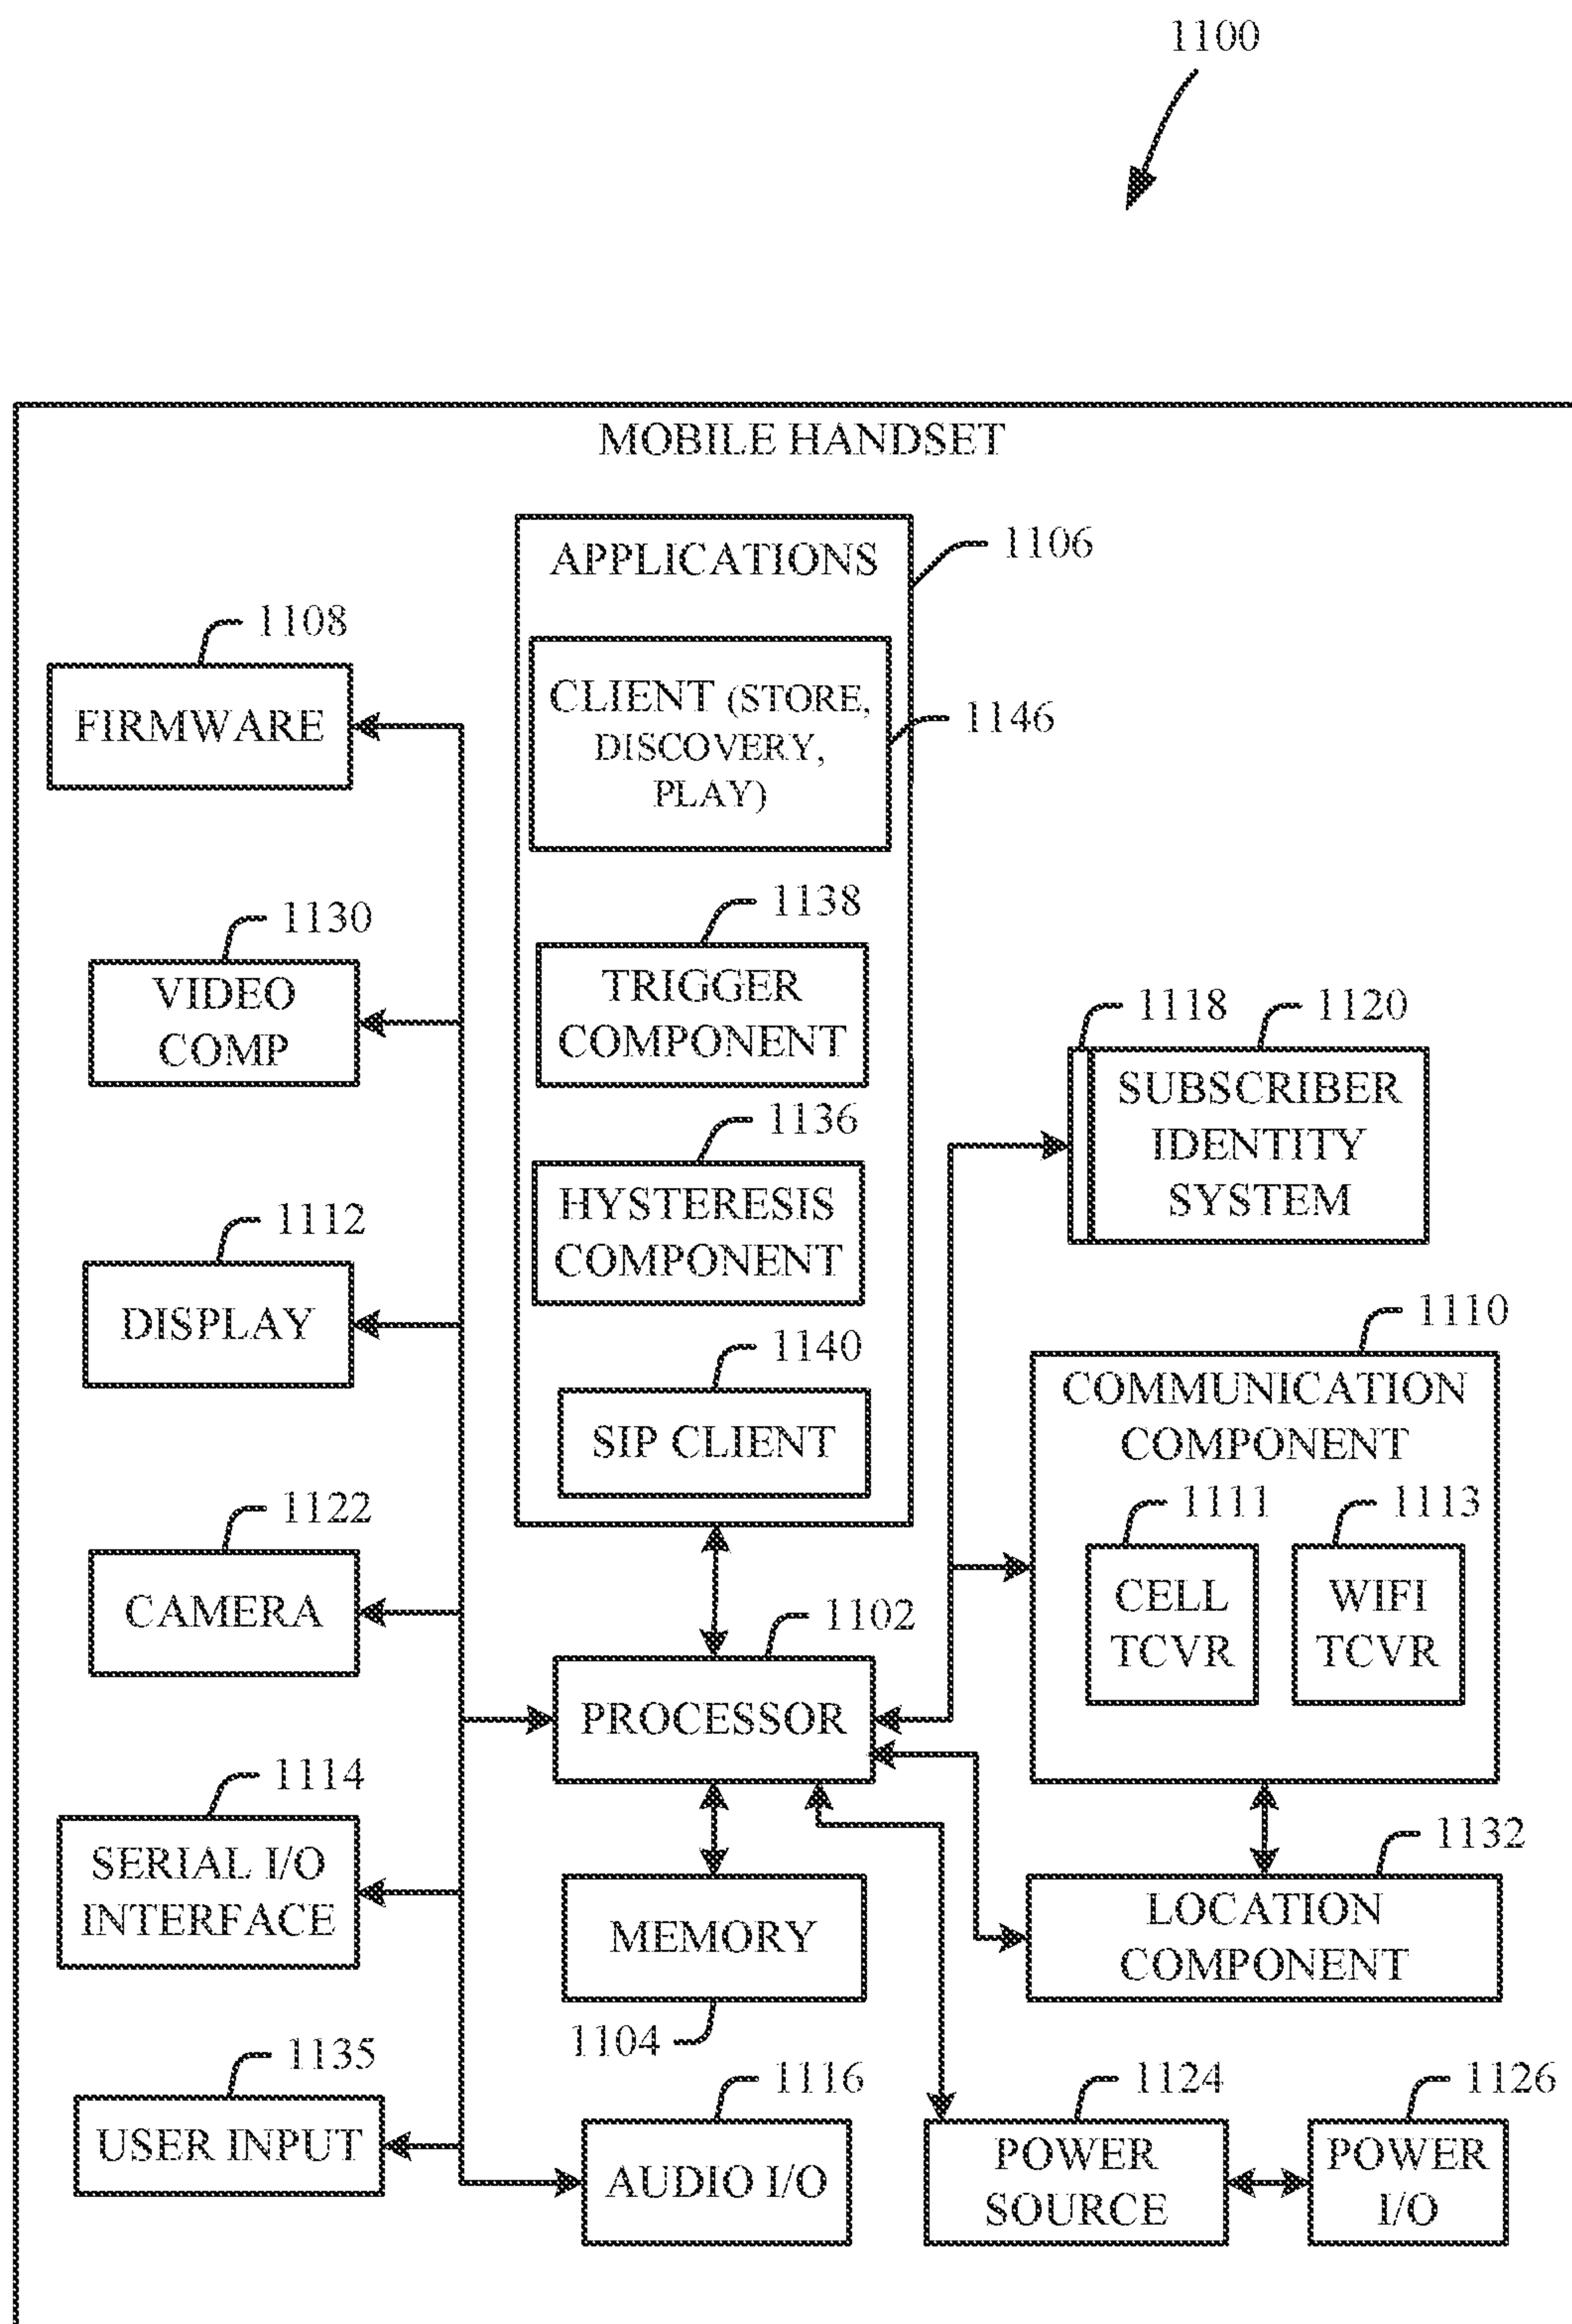 1100
MOBILE HANDSET
APPLICATIONS
1106
1108
FIRMWARE
CLIENT (STORE,
DISCOVERY,
PLAY)
1146
1130
VIDEO
COMP
1138
TRIGGER
COMPONENT
1118
1120
SUBSCRIBER
IDENTITY
SYSTEM
1136
HYSTERESIS
COMPONENT
1112
DISPLAY
1140
SIP CLIENT
1110
COMMUNICATION
COMPONENT
1111
CELL
TCVR
1113
WIFI
TCVR
1122
CAMERA
1102
PROCESSOR
1114
SERIAL I/O
INTERFACE
MEMORY
1104
1132
LOCATION
COMPONENT
1135
USER INPUT
1116
AUDIO I/O
1124
POWER
SOURCE
1126
POWER
I/O